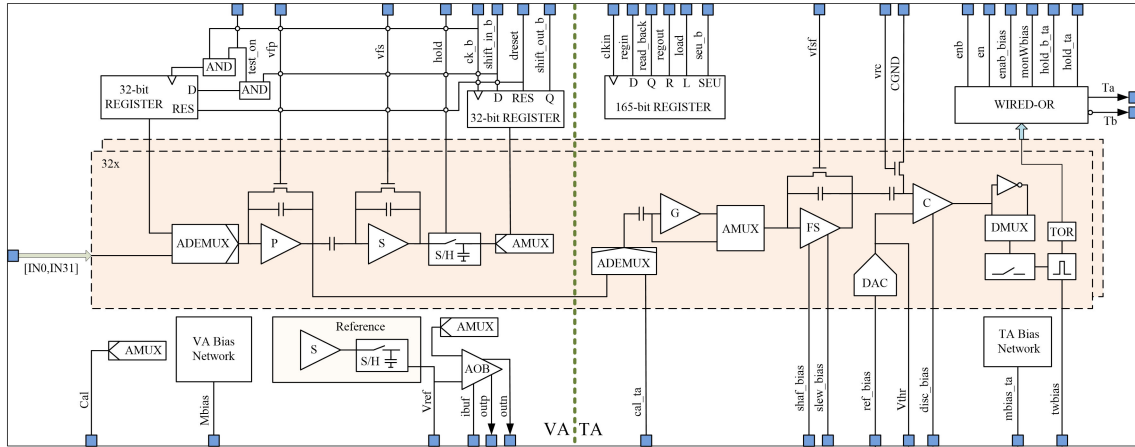 test_on
vfp
vfs
hold
ck_b
shift_in_b
dreset
shift_out_b
clkin
regin
read_back
regout
load
seu_b
vfsf
vrc
CGND
enb
en
enab_bias
monWbias
hold_b_ta
hold_ta
AND
AND
32-bit
REGISTER
D
RES
D RES Q
32-bit REGISTER
D Q R L SEU
165-bit REGISTER
WIRED-OR
Ta
Tb
32x
ADEMUX
P
S
S/H
AMUX
G
AMUX
ADEMUX
FS
C
DAC
DMUX
TOR
[IN0,IN31]
AMUX
VA Bias
Network
Reference
S
S/H
AMUX
AOB
TA Bias
Network
Cal
Mbias
Vref
ibuf
outp
outn
VA TA
cal_ta
shaf_bias
slew_bias
ref_bias
Vthr
disc_bias
mbias_ta
twbias